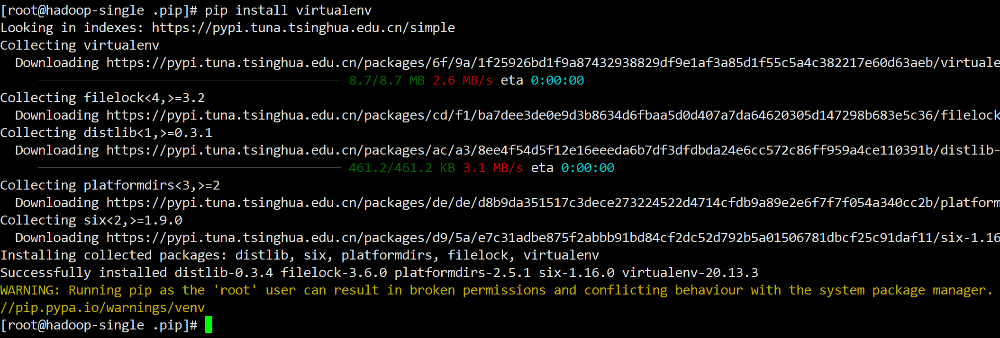 [root@hadoop-single .pip]# pip install virtualenv
Looking in indexes: https://pypi.tuna.tsinghua.edu.cn/simple
Collecting virtualenv
  Downloading https://pypi.tuna.tsinghua.edu.cn/packages/6f/9a/1f25926bd1f9a87432938829df9e1af3a85d1f55c5a4c382217e60d63aeb/virtuale
8.7/8.7 MB 2.6 MB/s eta 0:00:00
Collecting filelock<4,>=3.2
  Downloading https://pypi.tuna.tsinghua.edu.cn/packages/cd/f1/ba7dee3de0e9d3b8634d6fbaa5d0d407a7da64620305d147298b683e5c36/filelock
Collecting distlib<1,>=0.3.1
  Downloading https://pypi.tuna.tsinghua.edu.cn/packages/ac/a3/8ee4f54d5f12e16eeeda6b7df3dfdbda24e6cc572c86ff959a4ce110391b/distlib-
461.2/461.2 KB 3.1 MB/s eta 0:00:00
Collecting platformdirs<3,>=2
  Downloading https://pypi.tuna.tsinghua.edu.cn/packages/de/de/d8b9da351517c3dece273224522d4714cfdb9a89e2e6f7f7f054a340cc2b/platform
Collecting six<2,>=1.9.0
  Downloading https://pypi.tuna.tsinghua.edu.cn/packages/d9/5a/e7c31adbe875f2abbb91bd84cf2dc52d792b5a01506781dbcf25c91daf11/six-1.16
Installing collected packages: distlib, six, platformdirs, filelock, virtualenv
Successfully installed distlib-0.3.4 filelock-3.6.0 platformdirs-2.5.1 six-1.16.0 virtualenv-20.13.3
WARNING: Running pip as the 'root' user can result in broken permissions and conflicting behaviour with the system package manager.
//pip.pypa.io/warnings/venv
[root@hadoop-single .pip]#